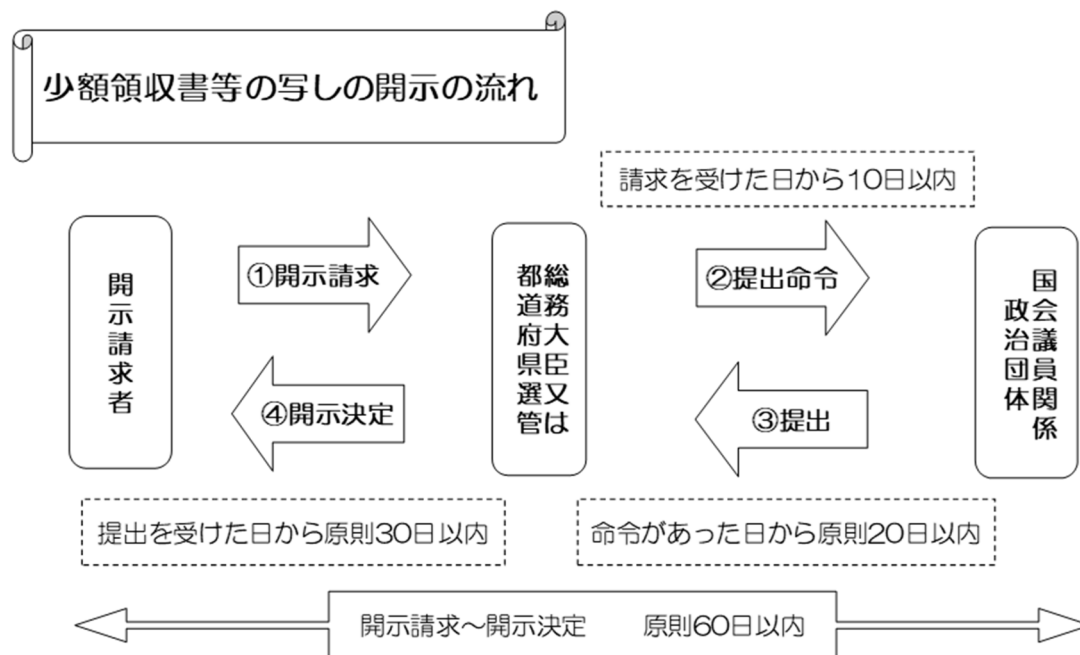 少額領収書等の写しの開示の流れ
請求を受けた日から10日以内
開示請求者
①開示請求
総務大臣又は
都道府県選管
②提出命令
国会議員関係
政治団体
④開示決定
③提出
提出を受けた日から原則30日以内
命令があった日から原則20日以内
開示請求～開示決定　　原則60日以内